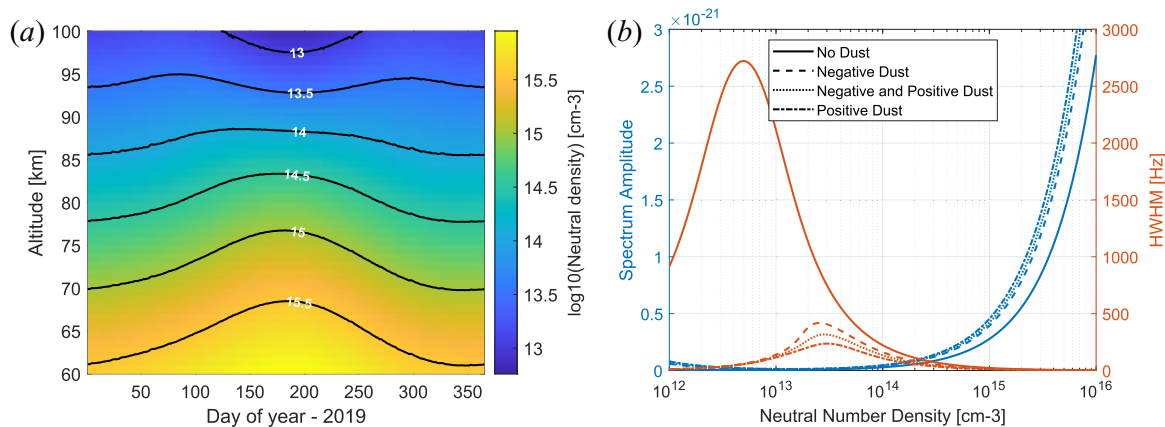 (a)
100
95
90
85
80
75
70
65
60
Altitude [km]
13
13.5
14
14.5
15
15.5
50 100 150 200 250 300 350
Day of year - 2019
15.5
15
14.5
14
13.5
13
log10(Neutral density) [cm-3]
(b)
×10-21
3
2.5
2
1.5
1
0.5
0
Spectrum Amplitude
No Dust
Negative Dust
Negative and Positive Dust
Positive Dust
3000
2500
2000
1500
1000
500
0
HWHM [Hz]
10^12 10^13 10^14 10^15 10^16
Neutral Number Density [cm-3]